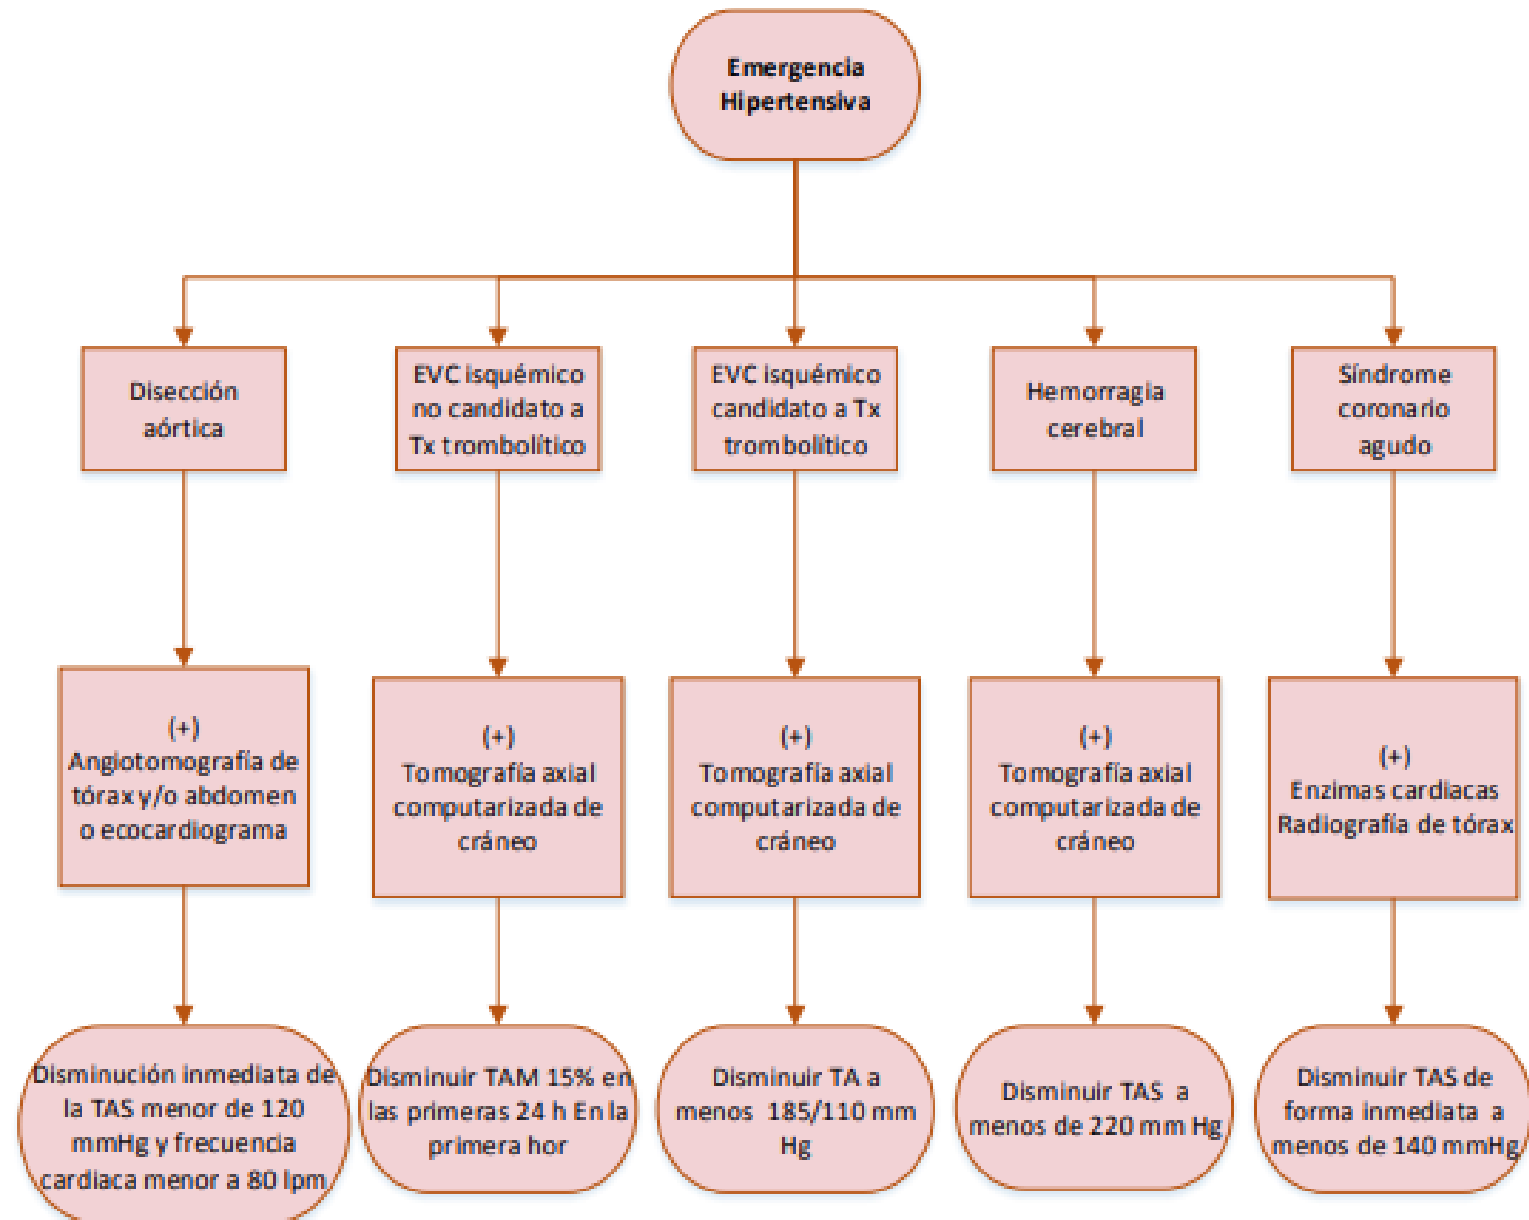 Emergencia
Hipertensiva
Disección
aórtica
EVC isquémico
no candidato a
Tx trombolítico
EVC isquémico
candidato a Tx
trombolítico
Hemorragia
cerebral
Síndrome
coronario
agudo
(+)
Angiotomografía de
tórax y/o abdomen
o ecocardiograma
(+)
Tomografía axial
computarizada de
cráneo
(+)
Tomografía axial
computarizada de
cráneo
(+)
Tomografía axial
computarizada de
cráneo
(+)
Enzimas cardiacas
Radiografía de tórax
Disminución inmediata de
la TAS menor de 120
mmHg y frecuencia
cardiaca menor a 80 lpm
Disminuir TAM 15% en
las primeras 24 h En la
primera hor
Disminuir TA a
menos 185/110 mm
Hg
Disminuir TAS a
menos de 220 mm Hg
Disminuir TAS de
forma inmediata a
menos de 140 mmHg